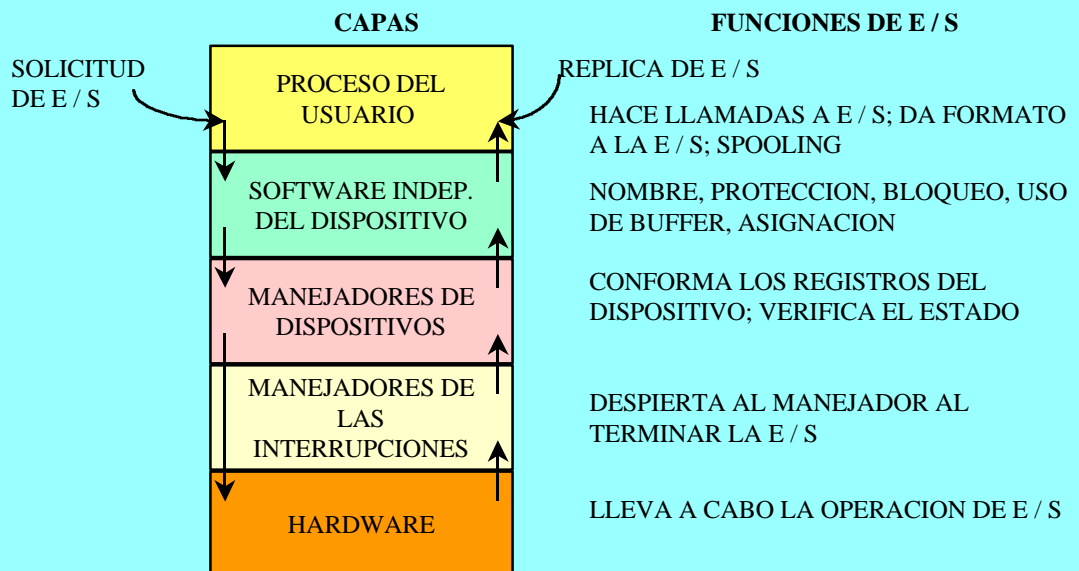 CAPAS
FUNCIONES DE E / S
SOLICITUD
DE E / S
REPLICA DE E / S
PROCESO DEL
USUARIO
HACE LLAMADAS A E / S; DA FORMATO
A LA E / S; SPOOLING
SOFTWARE INDEP.
DEL DISPOSITIVO
NOMBRE, PROTECCION, BLOQUEO, USO
DE BUFFER, ASIGNACION
MANEJADORES DE
DISPOSITIVOS
CONFORMA LOS REGISTROS DEL
DISPOSITIVO; VERIFICA EL ESTADO
MANEJADORES DE
LAS
INTERRUPCIONES
DESPIERTA AL MANEJADOR AL
TERMINAR LA E / S
HARDWARE
LLEVA A CABO LA OPERACION DE E / S